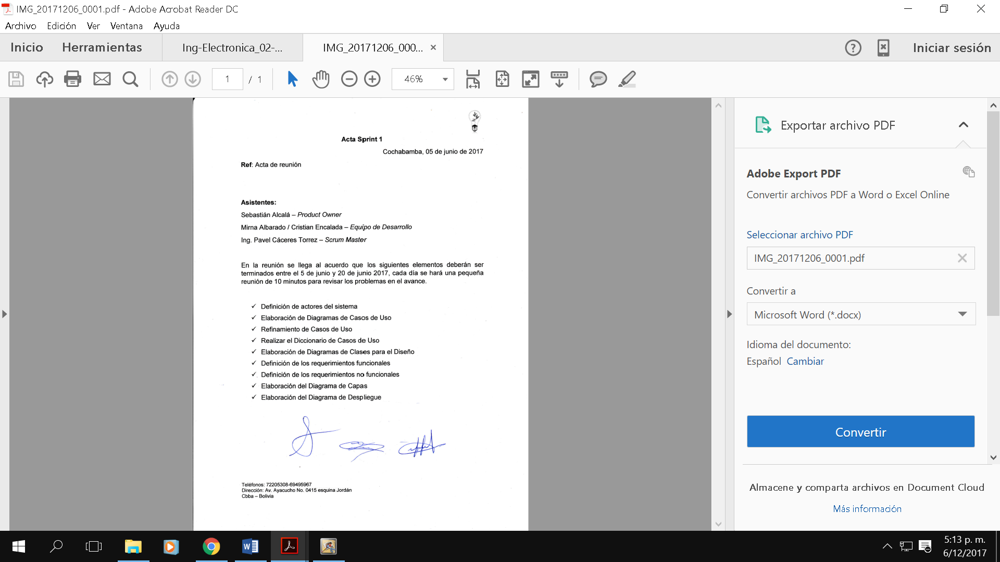 IMG_20171206_0001.pdf - Adobe Acrobat Reader DC
Archivo Edición Ver Ventana Ayuda
Inicio Herramientas Ing-Electronica_02-... IMG_20171206_000... Iniciar sesión
1 / 1 46%
Acta Sprint 1
Cochabamba, 05 de junio de 2017
Ref: Acta de reunión
Asistentes:
Sebastián Alcalá – Product Owner
Mirna Albarado / Cristian Encalada – Equipo de Desarrollo
Ing. Pavel Cáceres Torrez – Scrum Master
En la reunión se llega al acuerdo que los siguientes elementos deberán ser
terminados entre el 5 de junio y 20 de junio 2017, cada día se hará una pequeña
reunión de 10 minutos para revisar los problemas en el avance.
✓ Definición de actores del sistema
✓ Elaboración de Diagramas de Casos de Uso
✓ Refinamiento de Casos de Uso
✓ Realizar el Diccionario de Casos de Uso
✓ Elaboración de Diagramas de Clases para el Diseño
✓ Definición de los requerimientos funcionales
✓ Definición de los requerimientos no funcionales
✓ Elaboración del Diagrama de Capas
✓ Elaboración del Diagrama de Despliegue
Teléfonos: 72205308-69495967
Dirección: Av. Ayacucho No. 0415 esquina Jordán
Cbba – Bolivia
Exportar archivo PDF
Adobe Export PDF
Convertir archivos PDF a Word o Excel Online
Seleccionar archivo PDF
IMG_20171206_0001.pdf
Convertir a
Microsoft Word (*.docx)
Idioma del documento:
Español Cambiar
Convertir
Almacene y comparta archivos en Document Cloud
Más información
5:13 p. m.
6/12/2017